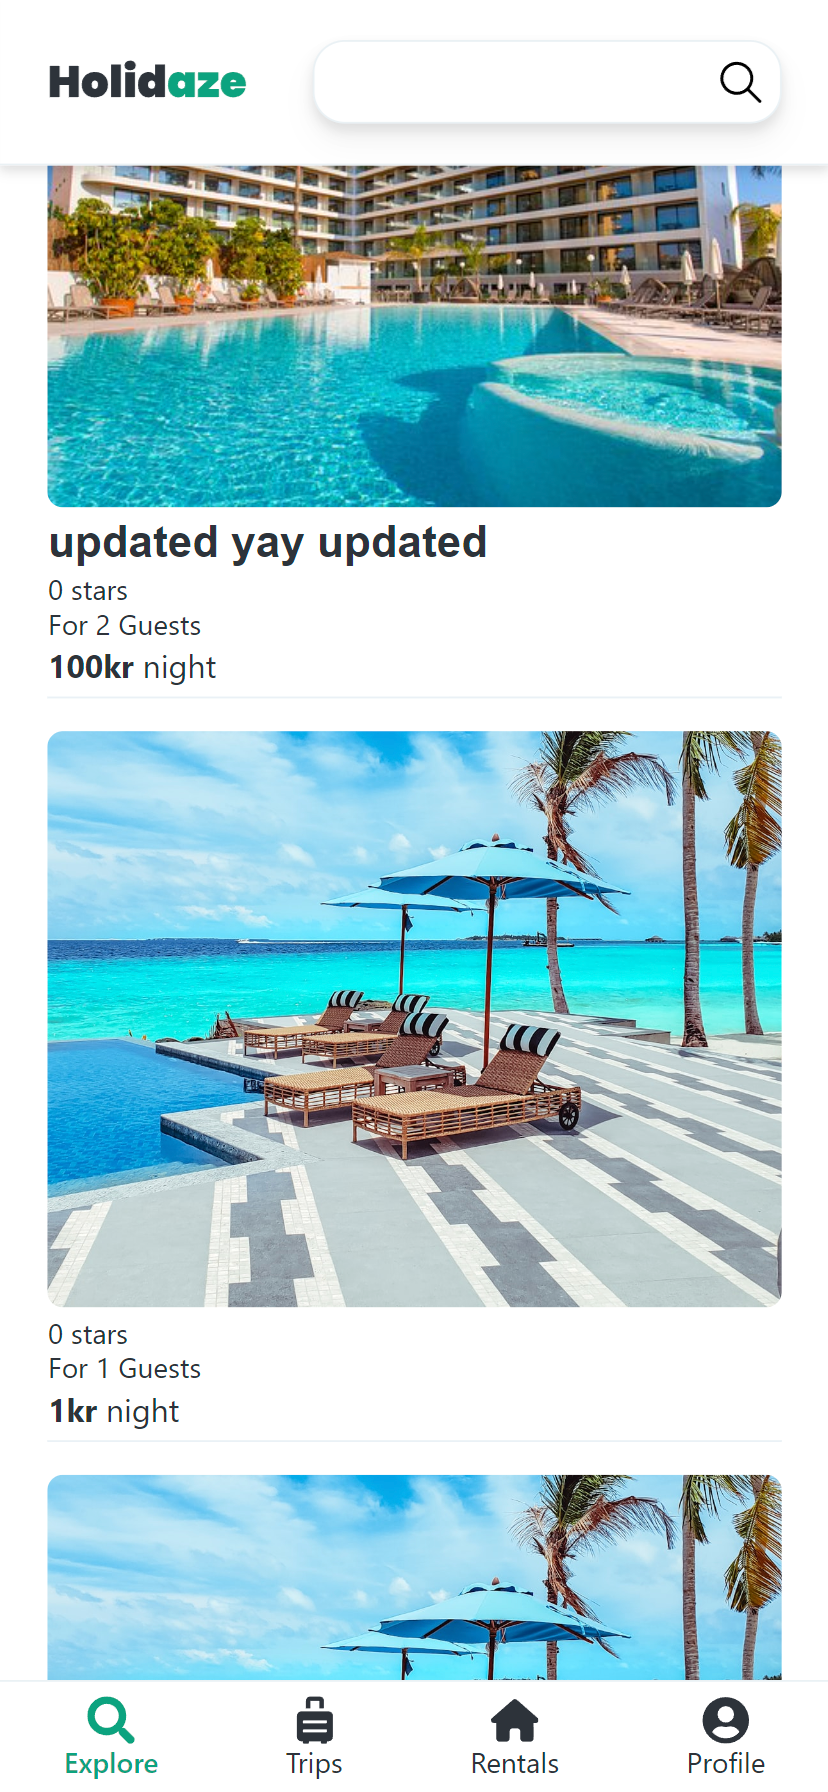 Holidaze
updated yay updated
0 stars
For 2 Guests
100kr night
0 stars
For 1 Guests
1kr night
Explore
Trips
Rentals
Profile